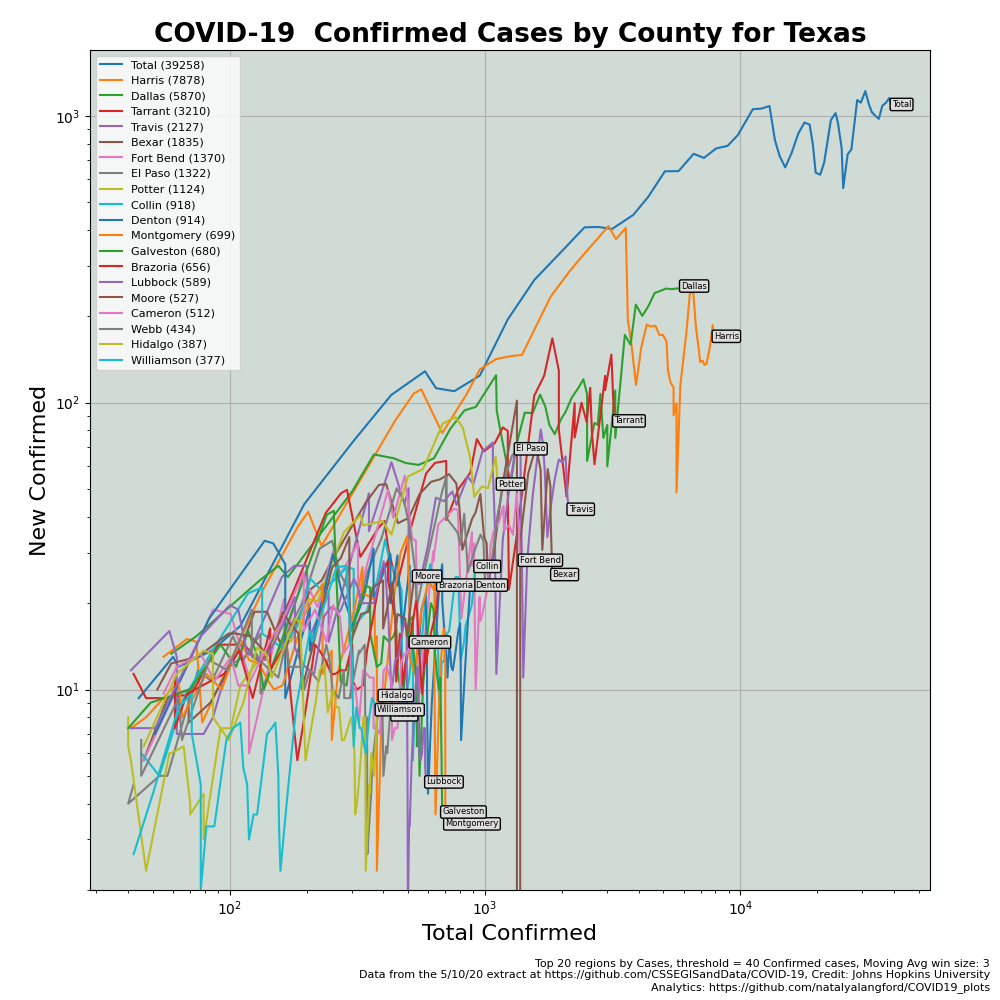 COVID-19  Confirmed Cases by County for Texas
Total (39258)
Harris (7878)
Dallas (5870)
Tarrant (3210)
Travis (2127)
Bexar (1835)
Fort Bend (1370)
El Paso (1322)
Potter (1124)
Collin (918)
Denton (914)
Montgomery (699)
Galveston (680)
Brazoria (656)
Lubbock (589)
Moore (527)
Cameron (512)
Webb (434)
Hidalgo (387)
Williamson (377)
Total
Dallas
Harris
Tarrant
El Paso
Potter
Travis
Fort Bend
Collin
Bexar
Moore
Brazoria
Denton
Cameron
Hidalgo
Williamson
Lubbock
Galveston
Montgomery
New Confirmed
10³
10²
10¹
10² 10³ 10⁴
Total Confirmed
Top 20 regions by Cases, threshold = 40 Confirmed cases, Moving Avg win size: 3
Data from the 5/10/20 extract at https://github.com/CSSEGISandData/COVID-19, Credit: Johns Hopkins University
Analytics: https://github.com/natalyalangford/COVID19_plots